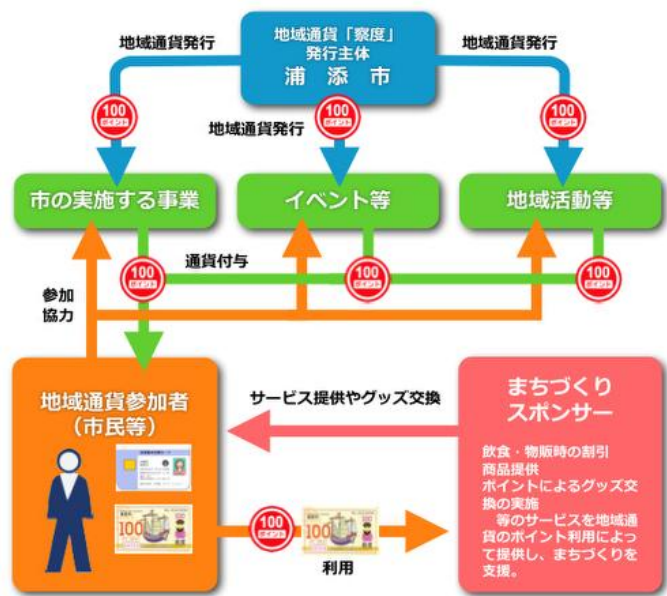 地域通貨「察度」
発行主体
浦添市
地域通貨発行
地域通貨発行
地域通貨発行
100
ポイント
100
ポイント
100
ポイント
市の実施する事業
イベント等
地域活動等
通貨付与
100
ポイント
100
ポイント
100
ポイント
参加
協力
地域通貨参加者
（市民等）
100
サービス提供やグッズ交換
100
ポイント
100
利用
まちづくり
スポンサー
飲食・物販時の割引
商品提供
ポイントによるグッズ交
換の実施
等のサービスを地域通
貨のポイント利用によっ
て提供し、まちづくりを
支援。